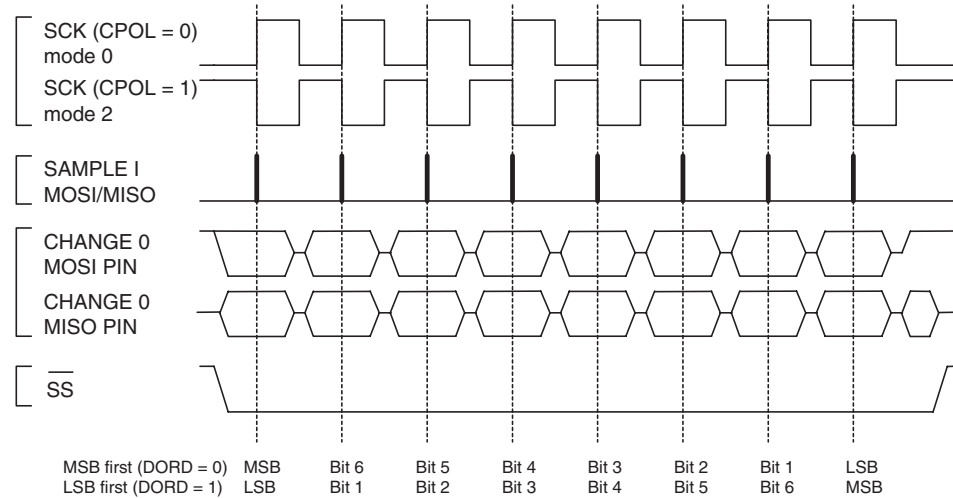 SCK (CPOL = 0)
mode 0
SCK (CPOL = 1)
mode 2
SAMPLE I
MOSI/MISO
CHANGE 0
MOSI PIN
CHANGE 0
MISO PIN
SS
MSB first (DORD = 0) MSB Bit 6 Bit 5 Bit 4 Bit 3 Bit 2 Bit 1 LSB
LSB first (DORD = 1) LSB Bit 1 Bit 2 Bit 3 Bit 4 Bit 5 Bit 6 MSB